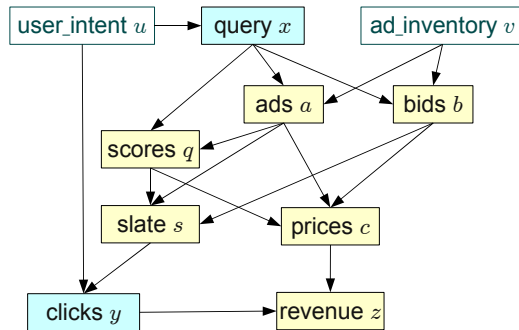 user_intent u
query x
ad_inventory v
ads a
bids b
scores q
slate s
prices c
clicks y
revenue z